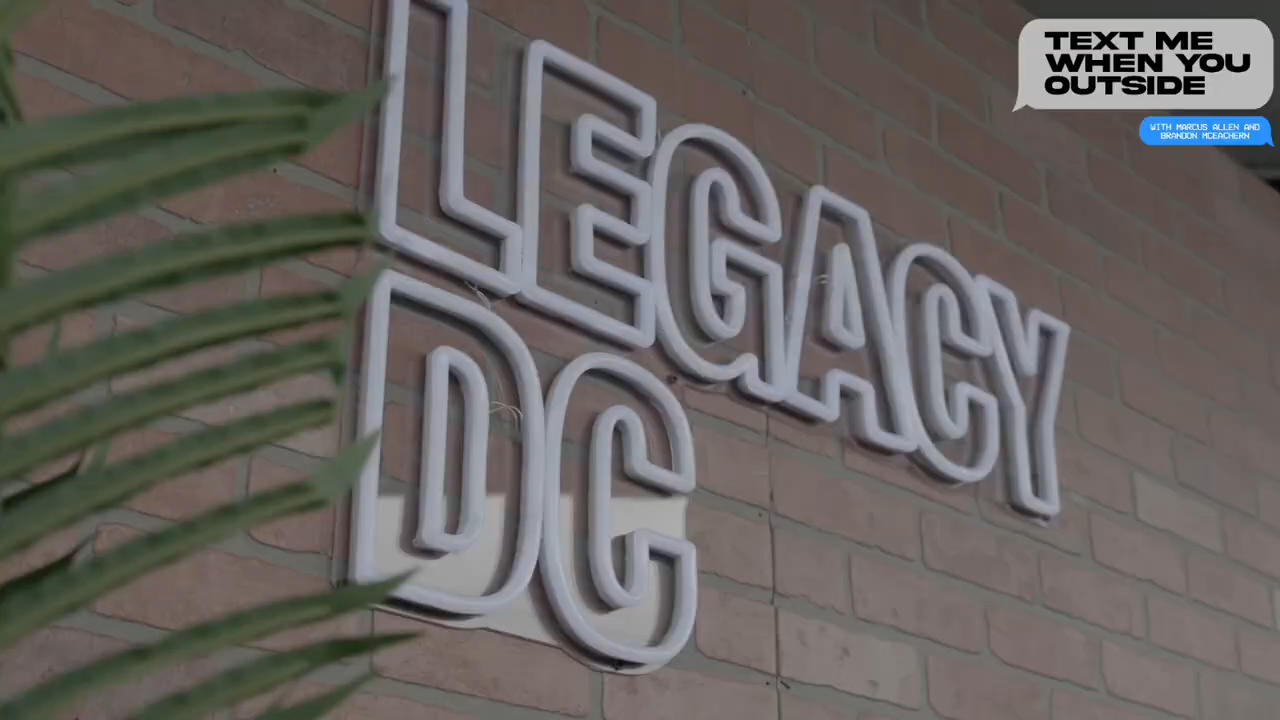 LEGACY
DC
TEXT ME
WHEN YOU
OUTSIDE
WITH MARCUS ALLEN AND
BRANDON MCEACHERN